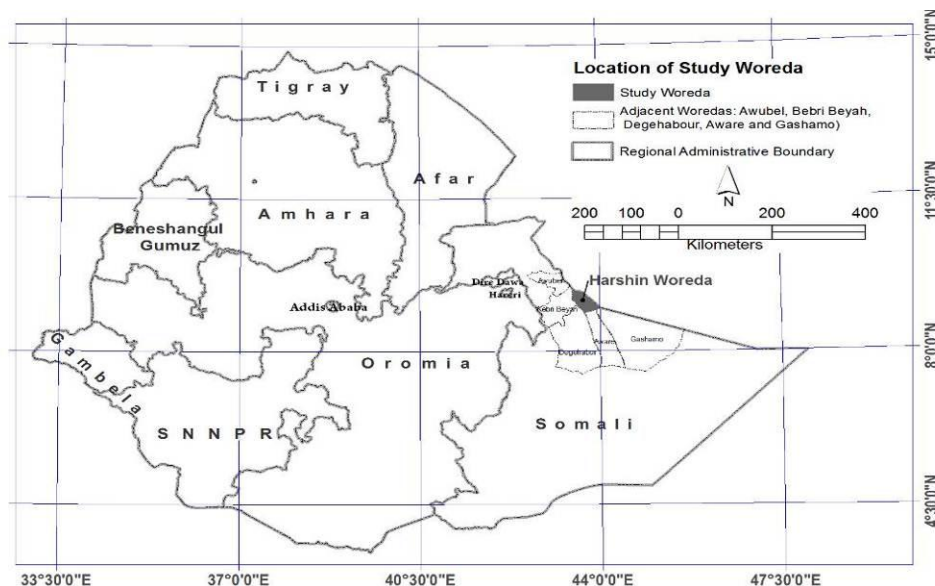 Location of Study Woreda
Study Woreda
Adjacent Woredas: Awubel, Bebri Beyah,
Degehabour, Aware and Gashamo)
Regional Administrative Boundary
N
200 100 0 200 400
Kilometers
Tigray
Afar
Amhara
Beneshangul
Gumuz
Dire Dawa
Harreri
Awubel
Harshin Woreda
Addis Ababa
Kebri Beyah
Aware
Gashamo
Degehabur
Gambela
Oromia
SNNPR
Somali
15°0'0"N
11°30'0"N
8°0'0"N
4°30'0"N
33°30'0"E
37°0'0"E
40°30'0"E
44°0'0"E
47°30'0"E